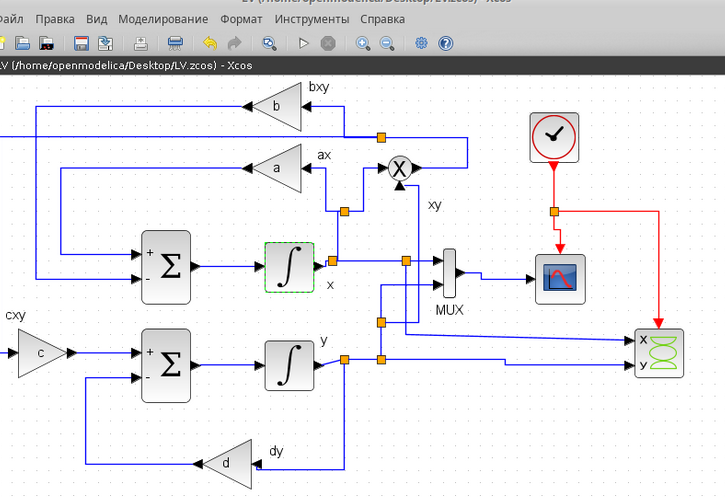 Файл Правка Вид Моделирование Формат Инструменты Справка
LV (/home/openmodelica/Desktop/LV.zcos) - Xcos
bxy
b
ax
a
X
xy
+
-
Σ
∫
x
MUX
cxy
c
+
-
Σ
∫
y
X
Y
d
dy